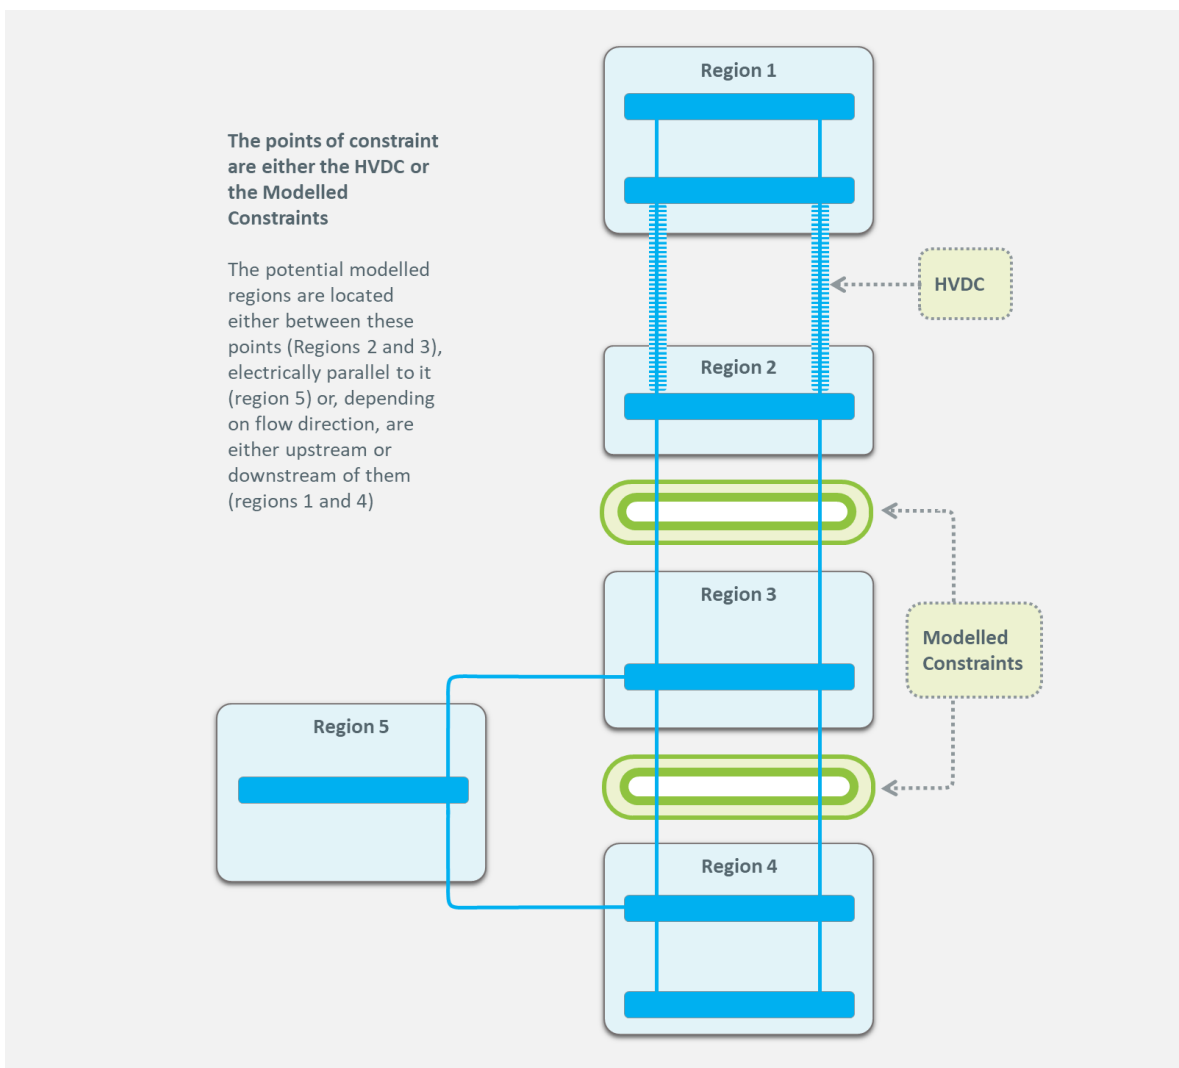 Region 1
The points of constraint
are either the HVDC or
the Modelled
Constraints
The potential modelled
regions are located
either between these
points (Regions 2 and 3),
electrically parallel to it
(region 5) or, depending
on flow direction, are
either upstream or
downstream of them
(regions 1 and 4)
HVDC
Region 2
Region 3
Modelled
Constraints
Region 5
Region 4